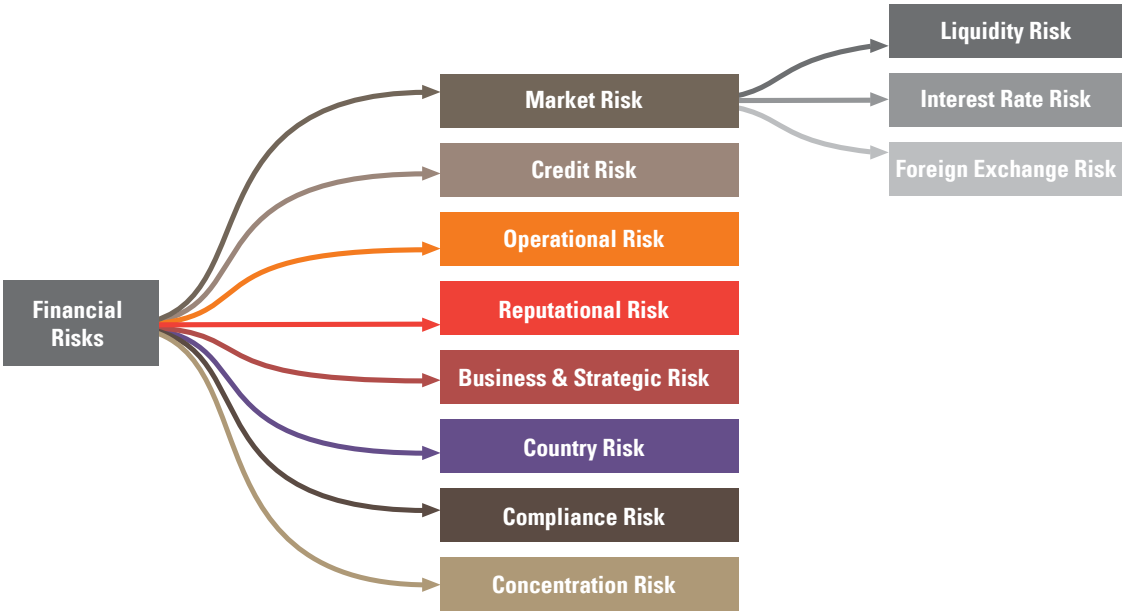 Financial
Risks
Market Risk
Credit Risk
Operational Risk
Reputational Risk
Business & Strategic Risk
Country Risk
Compliance Risk
Concentration Risk
Liquidity Risk
Interest Rate Risk
Foreign Exchange Risk